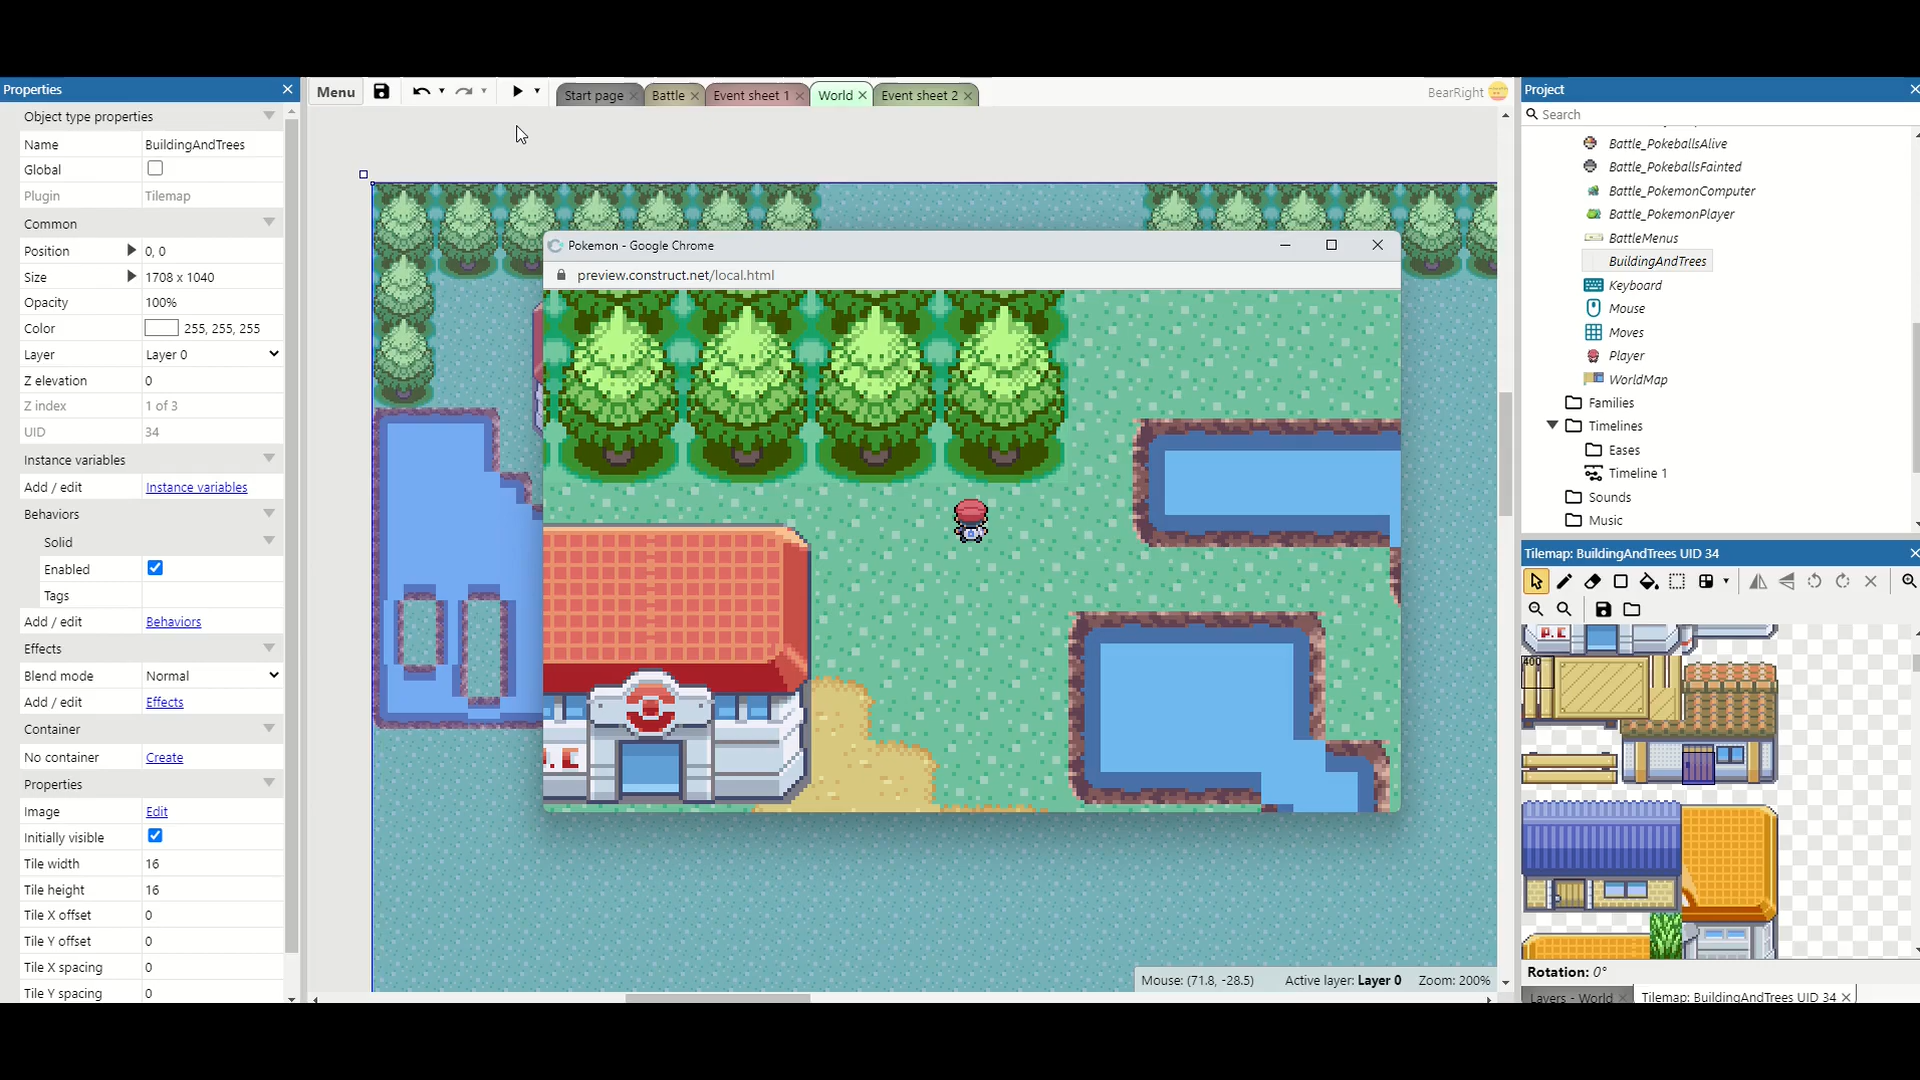 Properties
Menu
Start page
Battle
Event sheet 1
World
Event sheet 2
BearRight
Object type properties
Name BuildingAndTrees
Global
Plugin Tilemap
Common
Position 0, 0
Size 1708 x 1040
Opacity 100%
Color 255, 255, 255
Layer Layer 0
Z elevation 0
Z index 1 of 3
UID 34
Instance variables
Add / edit Instance variables
Behaviors
Solid
Enabled
Tags
Add / edit Behaviors
Effects
Blend mode Normal
Add / edit Effects
Container
No container Create
Properties
Image Edit
Initially visible
Tile width 16
Tile height 16
Tile X offset 0
Tile Y offset 0
Tile X spacing 0
Tile Y spacing 0
Pokemon - Google Chrome
preview.construct.net/local.html
Mouse: (71.8, -28.5) Active layer: Layer 0 Zoom: 200%
Project
Search
Battle_PokeballsAlive
Battle_PokeballsFainted
Battle_PokemonComputer
Battle_PokemonPlayer
BattleMenus
BuildingAndTrees
Keyboard
Mouse
Moves
Player
WorldMap
Families
Timelines
Eases
Timeline 1
Sounds
Music
Tilemap: BuildingAndTrees UID 34
P.C
400
Rotation: 0°
Layers - World
Tilemap: BuildingAndTrees UID 34